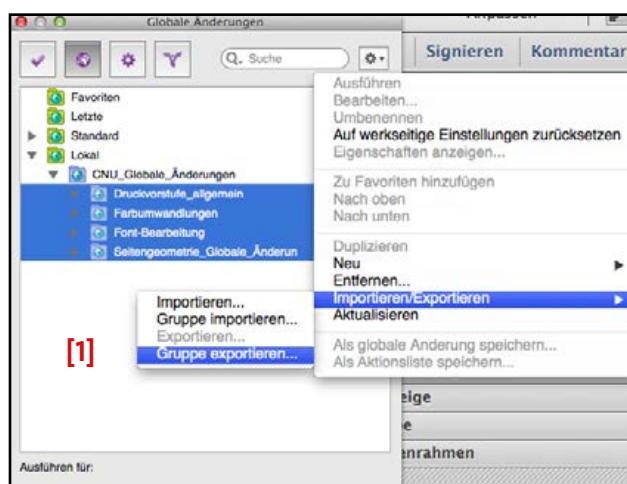 Globale Änderungen
Suche
Signieren
Kommentar
Favoriten
Letzte
Standard
Lokal
CNU_Globale_Änderungen
Druckvorstufe_allgemein
Farbumwandlungen
Font-Bearbeitung
Seitengeometrie_Globale_Änderun
Ausführen
Bearbeiten...
Umbenennen
Auf werkseitige Einstellungen zurücksetzen
Eigenschaften anzeigen...
Zu Favoriten hinzufügen
Nach oben
Nach unten
Duplizieren
Neu
Entfernen...
Importieren/Exportieren
Aktualisieren
Als globale Änderung speichern...
Als Aktionsliste speichern...
Importieren...
Gruppe importieren...
Exportieren...
Gruppe exportieren...
[1]
eige
e
enrahmen
Ausführen für: